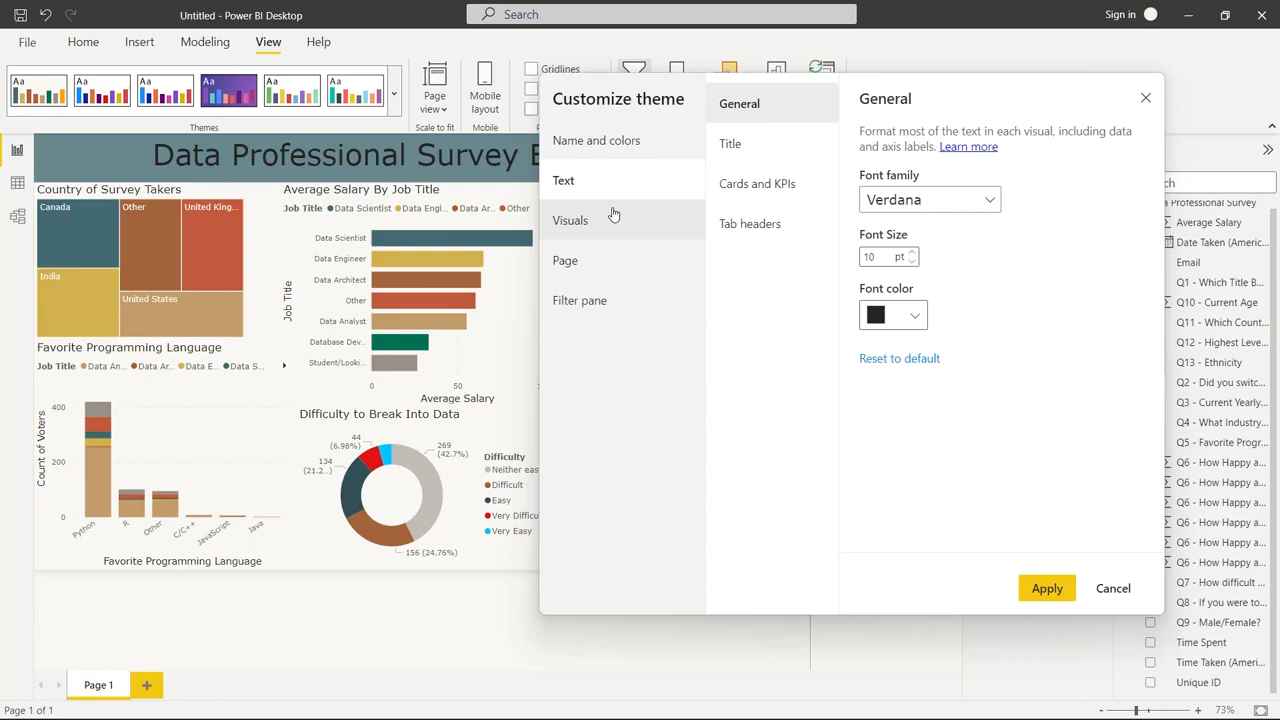 Untitled - Power BI Desktop
Search
Sign in
File
Home
Insert
Modeling
View
Help
Aa
Aa
Aa
Aa
Aa
Aa
Themes
Page
view
Scale to fit
Mobile
layout
Mobile
Gridlines
Data Professional Survey
Country of Survey Takers
Canada
Other
United King...
India
United States
Average Salary By Job Title
Job Title
Data Scientist
Data Engi...
Data Ar...
Other
Data Scientist
Data Engineer
Data Architect
Other
Data Analyst
Database Dev...
Student/Looki...
Job Title
0
50
Average Salary
Favorite Programming Language
Job Title
Data An...
Data Ar...
Data E...
Data S...
Count of Voters
400
200
0
Python
R
Other
C/C++
JavaScript
Java
Favorite Programming Language
Difficulty to Break Into Data
44
(6.98%)
134
(21.2...)
269
(42.7%)
156 (24.76%)
Difficulty
Neither eas
Difficult
Easy
Very Difficu
Very Easy
Customize theme
Name and colors
Text
Visuals
Page
Filter pane
General
Title
Cards and KPIs
Tab headers
General
Format most of the text in each visual, including data
and axis labels. Learn more
Font family
Verdana
Font Size
10 pt
Font color
Reset to default
Apply
Cancel
ch
a Professional Survey
Average Salary
Date Taken (Americ...
Email
Q1 - Which Title B...
Q10 - Current Age
Q11 - Which Count...
Q12 - Highest Leve...
Q13 - Ethnicity
Q2 - Did you switc...
Q3 - Current Yearly...
Q4 - What Industry...
Q5 - Favorite Progr...
Q6 - How Happy a...
Q6 - How Happy a...
Q6 - How Happy a...
Q6 - How Happy a...
Q6 - How Happy a...
Q7 - How difficult ...
Q8 - If you were to...
Q9 - Male/Female?
Time Spent
Time Taken (Ameri...
Unique ID
Page 1
Page 1 of 1
73%